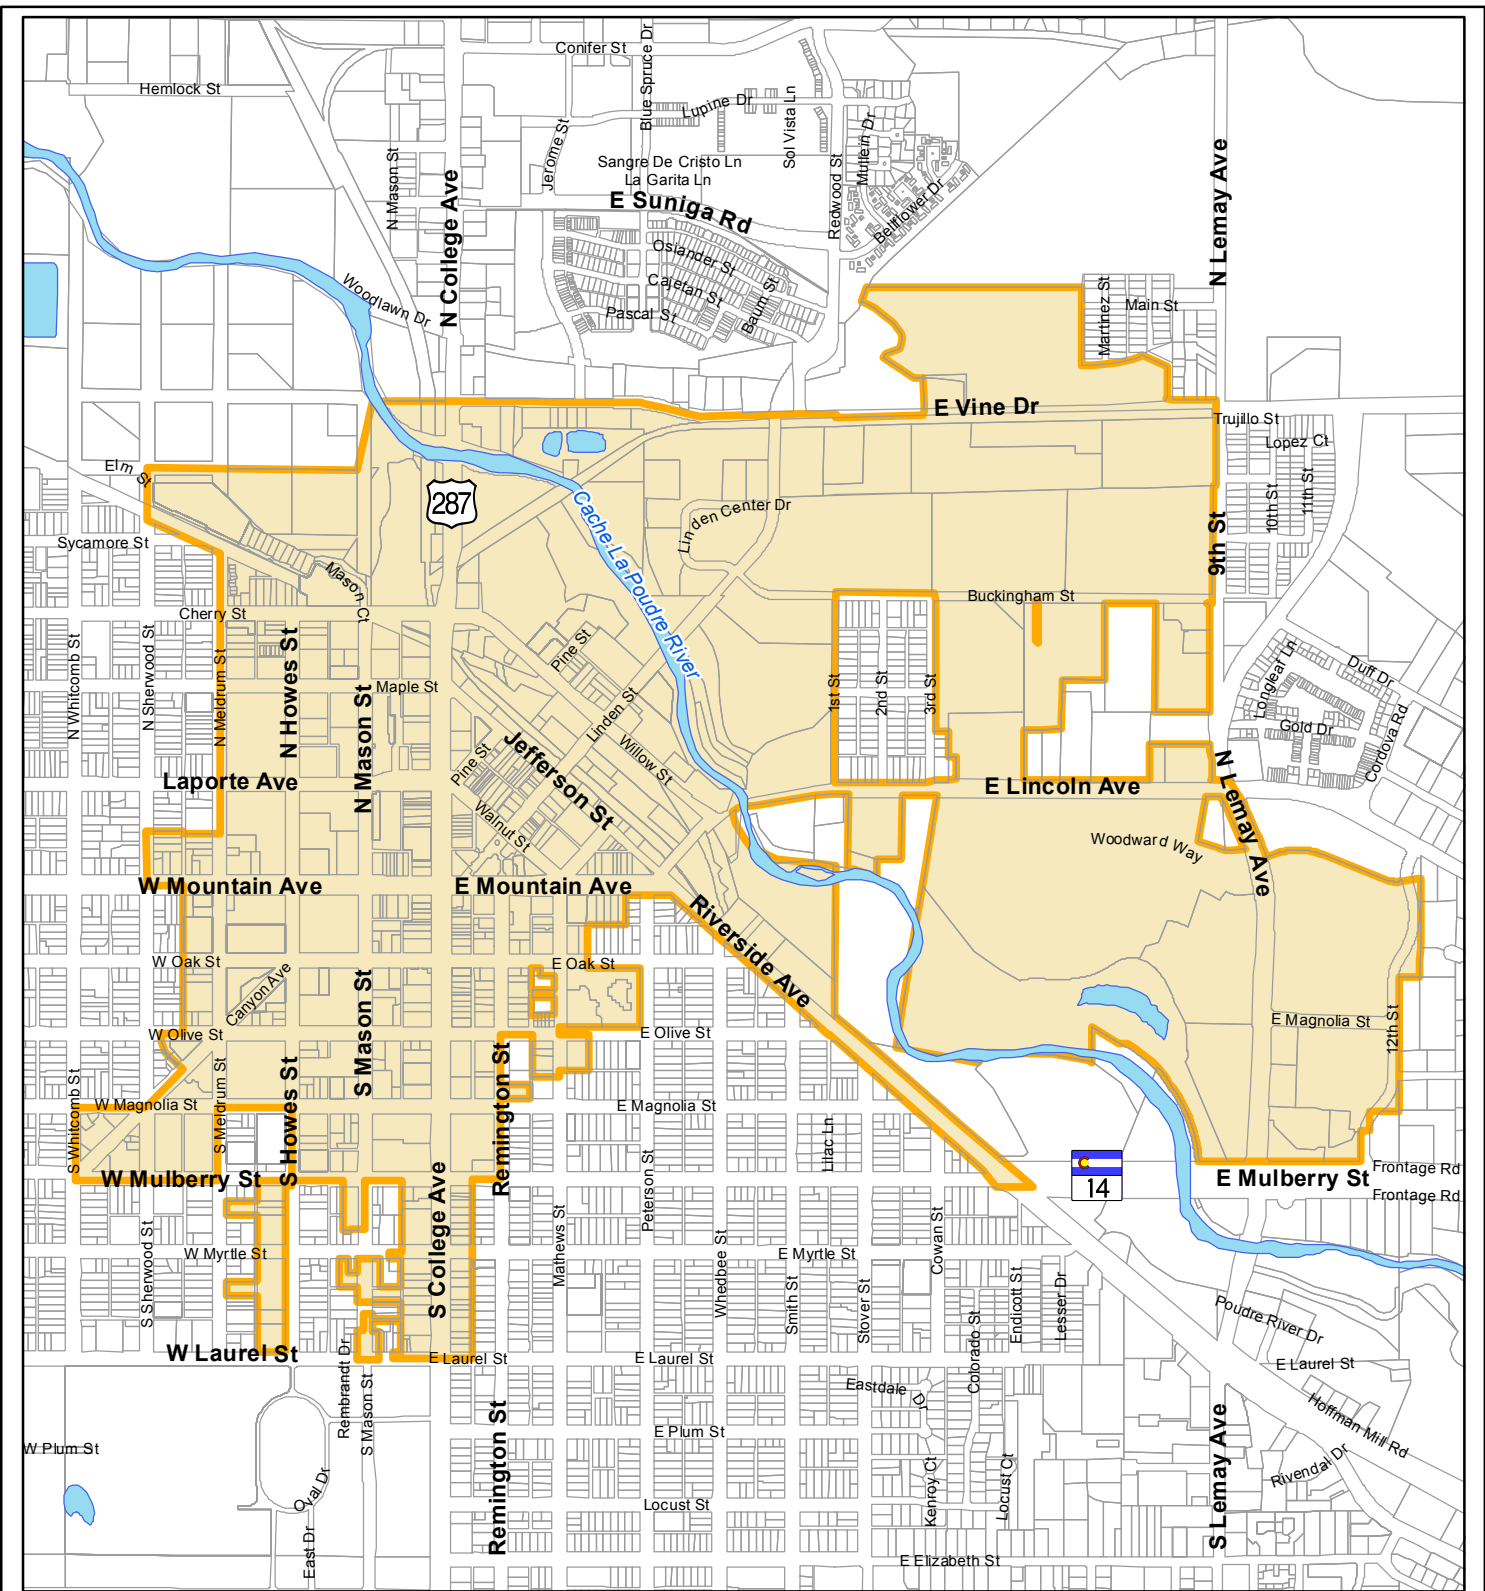 Conifer St
Blue Spruce Dr
Hemlock St
Lupine Dr
Sol Vista Ln
Mullein Dr
Jerome St
N Mason St
Sangre De Cristo Ln
La Garita Ln
Redwood St
N Lemay Ave
N College Ave
E Suniga Rd
Bellflower Dr
Osiander St
Cajetan St
Baum St
Pascal St
Woodlawn Dr
Martinez St
Main St
E Vine Dr
Trujillo St
Lopez Ct
Elm St
287
Cache La Poudre River
Linden Center Dr
10th St
11th St
9th St
Sycamore St
Mason Ct
Cherry St
Buckingham St
N Whitcomb St
N Sherwood St
N Meldrum St
N Howes St
Pine St
Maple St
N Mason St
Linden St
1st St
2nd St
3rd St
Longleaf Ln
Duff Dr
Gold Dr
Cordova Rd
Willow St
Jefferson St
Pine St
Laporte Ave
Walnut St
E Lincoln Ave
N Lemay Ave
Woodward Way
W Mountain Ave
E Mountain Ave
Riverside Ave
W Oak St
E Oak St
Canyon Ave
S Mason St
W Olive St
E Olive St
E Magnolia St
12th St
S Whitcomb St
W Magnolia St
S Meldrum St
S Howes St
Remington St
E Magnolia St
Lilac Ln
W Mulberry St
14
E Mulberry St
Frontage Rd
Frontage Rd
S College Ave
Peterson St
Mathews St
S Sherwood St
W Myrtle St
E Myrtle St
Whedbee St
Smith St
Stover St
Cowan St
Endicott St
Lesser Dr
Colorado St
Poudre River Dr
W Laurel St
Rembrandt Dr
S Mason St
E Laurel St
E Laurel St
E Laurel St
Eastdale Dr
Hoffman Mill Rd
W Plum St
E Plum St
Remington St
Oval Dr
East Dr
Locust St
Kenroy Ct
Locust Ct
S Lemay Ave
Rivendal Dr
E Elizabeth St